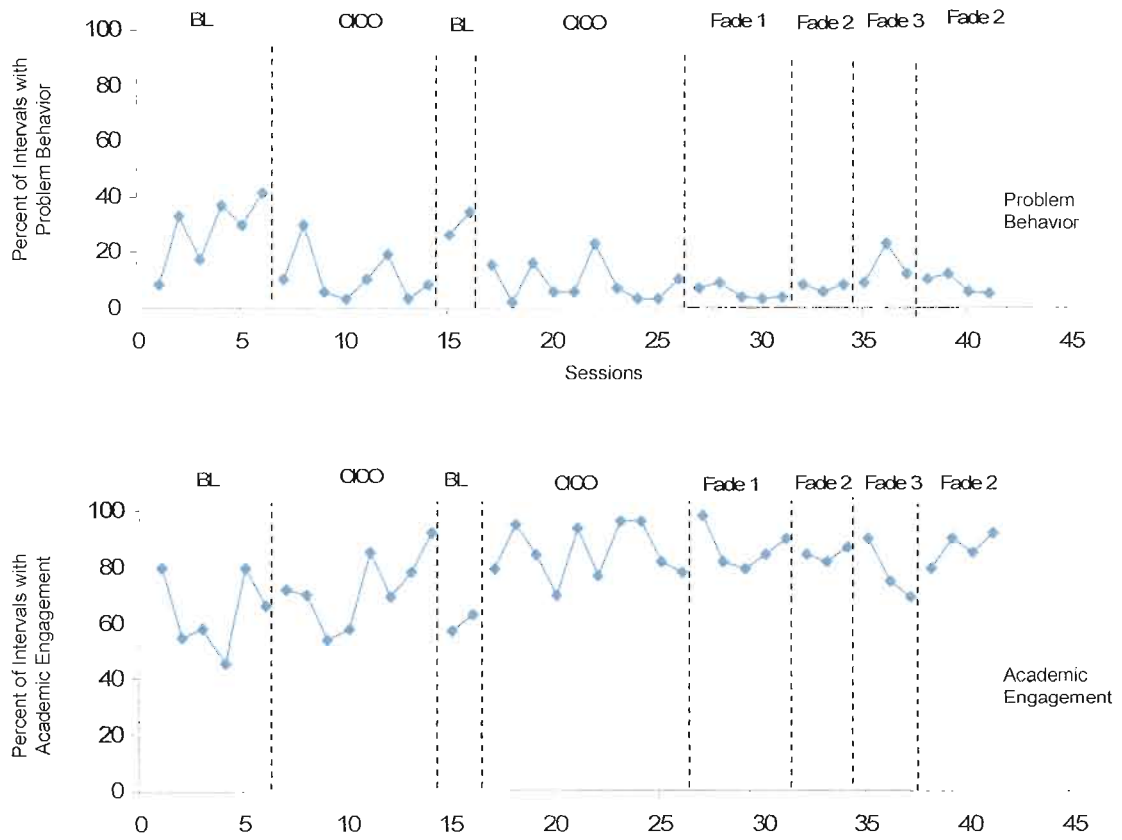 BL CICO BL CICO Fade 1 Fade 2 Fade 3 Fade 2
Percent of Intervals with
Problem Behavior
100
80
60
40
20
0
Problem
Behavior
0 5 10 15 20 25 30 35 40 45
Sessions
BL CICO BL CICO Fade 1 Fade 2 Fade 3 Fade 2
Percent of Intervals with
Academic Engagement
100
80
60
40
20
0
Academic
Engagement
0 5 10 15 20 25 30 35 40 45